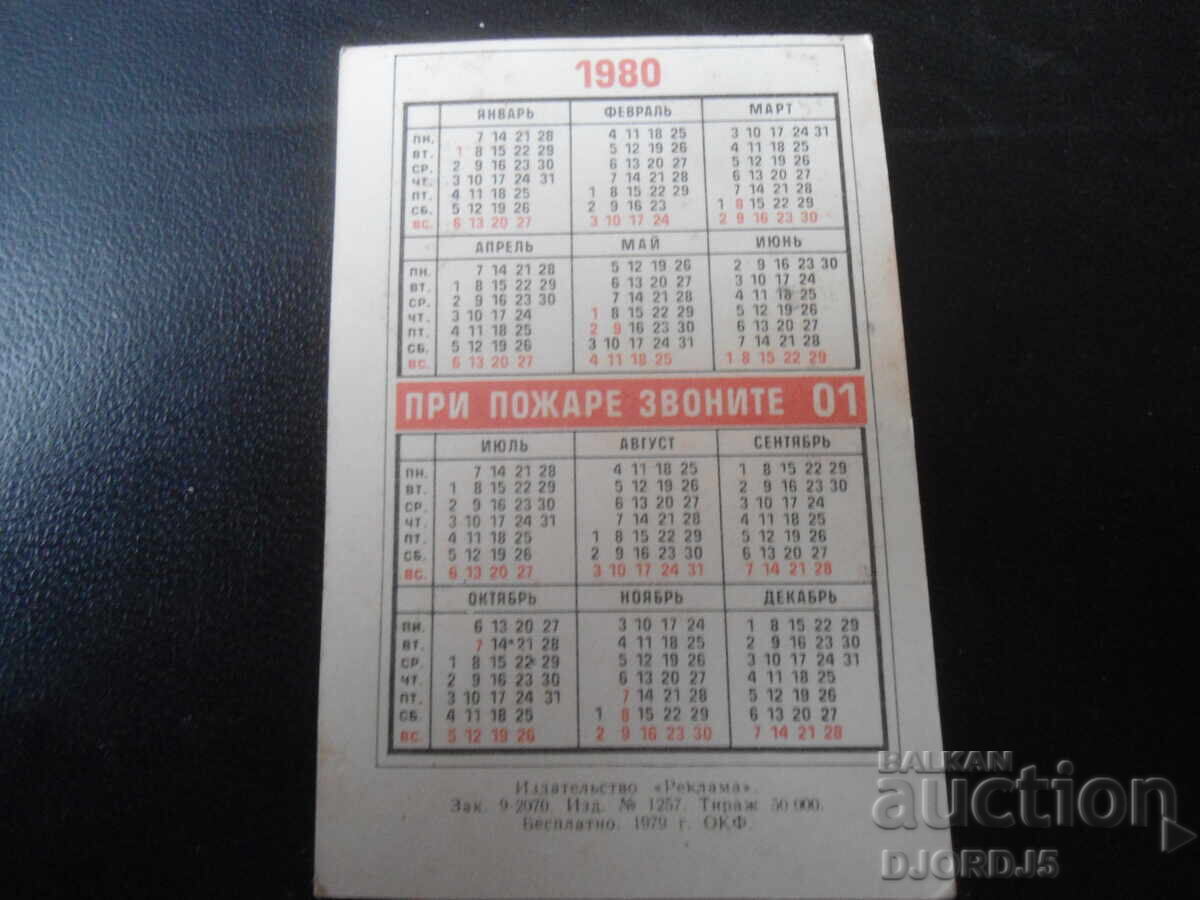 1980
ЯНВАРЬ ФЕВРАЛЬ МАРТ
ПН. 7 14 21 28 4 11 18 25 3 10 17 24 31
ВТ. 1 8 15 22 29 5 12 19 26 4 11 18 25
СР. 2 9 16 23 30 6 13 20 27 5 12 19 26
ЧТ. 3 10 17 24 31 7 14 21 28 6 13 20 27
ПТ. 4 11 18 25 1 8 15 22 29 7 14 21 28
СБ. 5 12 19 26 2 9 16 23 1 8 15 22 29
ВС. 6 13 20 27 3 10 17 24 2 9 16 23 30
АПРЕЛЬ МАЙ ИЮНЬ
ПН. 7 14 21 28 5 12 19 26 2 9 16 23 30
ВТ. 1 8 15 22 29 6 13 20 27 3 10 17 24
СР. 2 9 16 23 30 7 14 21 28 4 11 18 25
ЧТ. 3 10 17 24 1 8 15 22 29 5 12 19 26
ПТ. 4 11 18 25 2 9 16 23 30 6 13 20 27
СБ. 5 12 19 26 3 10 17 24 31 7 14 21 28
ВС. 6 13 20 27 4 11 18 25 1 8 15 22 29
ПРИ ПОЖАРЕ ЗВОНИТЕ 01
ИЮЛЬ АВГУСТ СЕНТЯБРЬ
ПН. 7 14 21 28 4 11 18 25 1 8 15 22 29
ВТ. 1 8 15 22 29 5 12 19 26 2 9 16 23 30
СР. 2 9 16 23 30 6 13 20 27 3 10 17 24
ЧТ. 3 10 17 24 31 7 14 21 28 4 11 18 25
ПТ. 4 11 18 25 1 8 15 22 29 5 12 19 26
СБ. 5 12 19 26 2 9 16 23 30 6 13 20 27
ВС. 6 13 20 27 3 10 17 24 31 7 14 21 28
ОКТЯБРЬ НОЯБРЬ ДЕКАБРЬ
ПН. 6 13 20 27 3 10 17 24 1 8 15 22 29
ВТ. 7 14 21 28 4 11 18 25 2 9 16 23 30
СР. 1 8 15 22 29 5 12 19 26 3 10 17 24 31
ЧТ. 2 9 16 23 30 6 13 20 27 4 11 18 25
ПТ. 3 10 17 24 31 7 14 21 28 5 12 19 26
СБ. 4 11 18 25 1 8 15 22 29 6 13 20 27
ВС. 5 12 19 26 2 9 16 23 30 7 14 21 28
Издательство «Реклама».
Зак. 9-2070. Изд. № 1257. Тираж 50 000.
Бесплатно. 1979 г. ОКФ.
BALKAN
auction
DJORDJ5